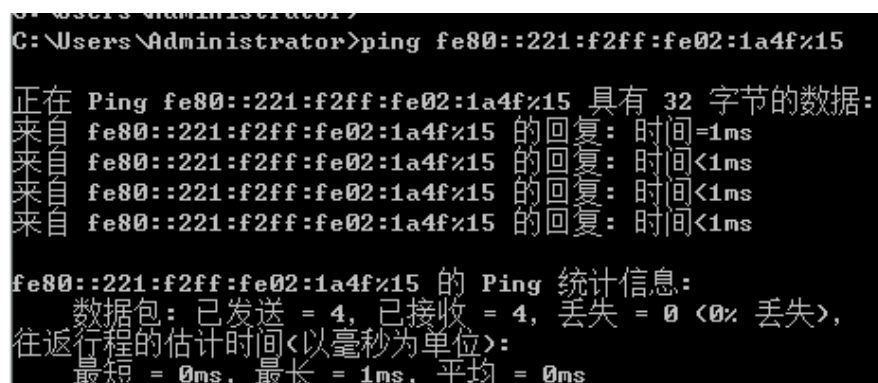 C:\Users\Administrator>
C:\Users\Administrator>ping fe80::221:f2ff:fe02:1a4f%15
正在 Ping fe80::221:f2ff:fe02:1a4f%15 具有 32 字节的数据:
来自 fe80::221:f2ff:fe02:1a4f%15 的回复: 时间=1ms
来自 fe80::221:f2ff:fe02:1a4f%15 的回复: 时间<1ms
来自 fe80::221:f2ff:fe02:1a4f%15 的回复: 时间<1ms
来自 fe80::221:f2ff:fe02:1a4f%15 的回复: 时间<1ms
fe80::221:f2ff:fe02:1a4f%15 的 Ping 统计信息:
数据包: 已发送 = 4, 已接收 = 4, 丢失 = 0 (0% 丢失),
往返行程的估计时间(以毫秒为单位):
最短 = 0ms, 最长 = 1ms, 平均 = 0ms